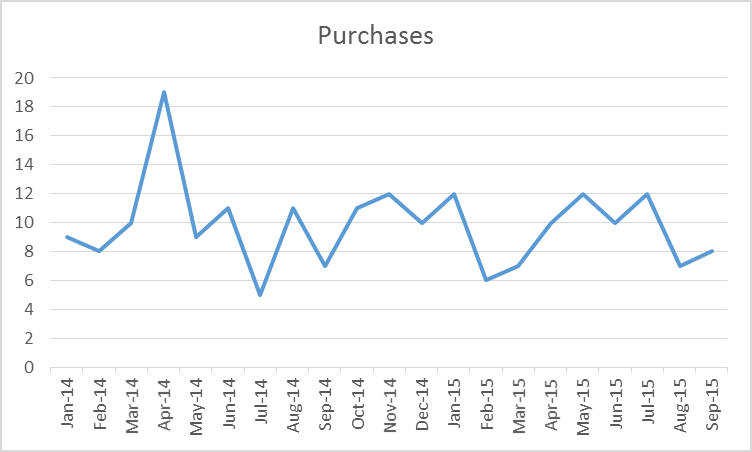 Purchases
20
18
16
14
12
10
8
6
4
2
0
Jan-14
Feb-14
Mar-14
Apr-14
May-14
Jun-14
Jul-14
Aug-14
Sep-14
Oct-14
Nov-14
Dec-14
Jan-15
Feb-15
Mar-15
Apr-15
May-15
Jun-15
Jul-15
Aug-15
Sep-15